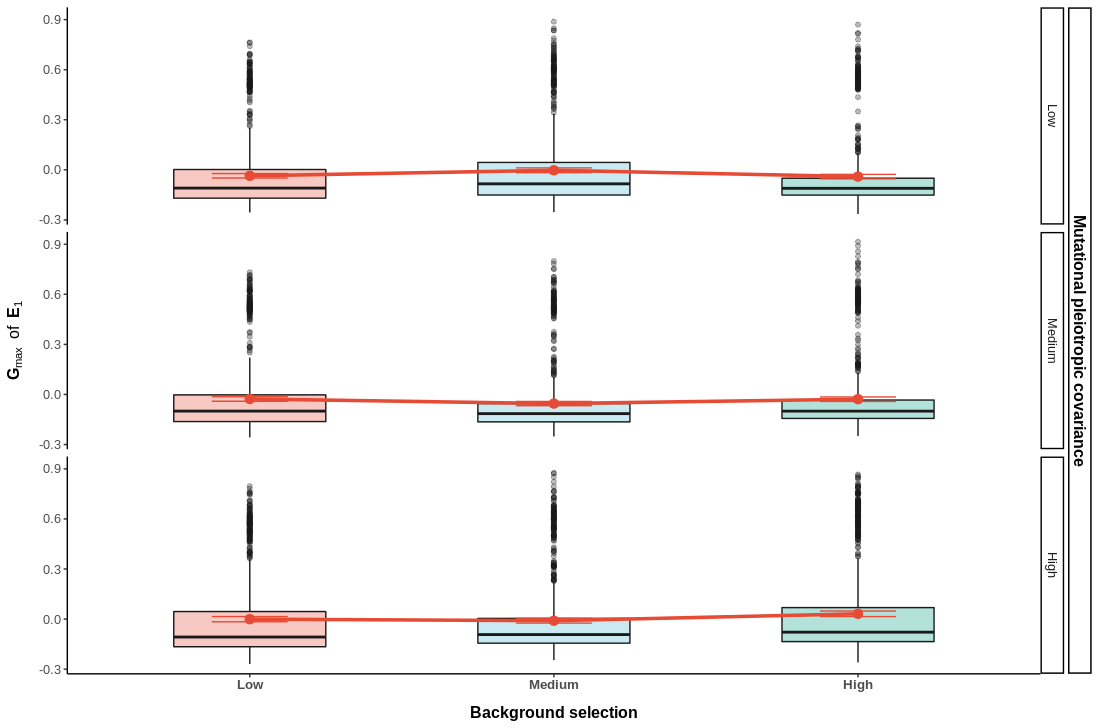 0.9
0.6
0.3
0.0
-0.3
Low
0.9
0.6
0.3
0.0
-0.3
Medium
0.9
0.6
0.3
0.0
-0.3
High
Mutational pleiotropic covariance
Gmax of E1
Low Medium High
Background selection